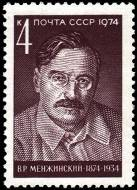 К 4 ПОЧТА СССР 1974
В.Р. МЕНЖИНСКИЙ·1874-1934